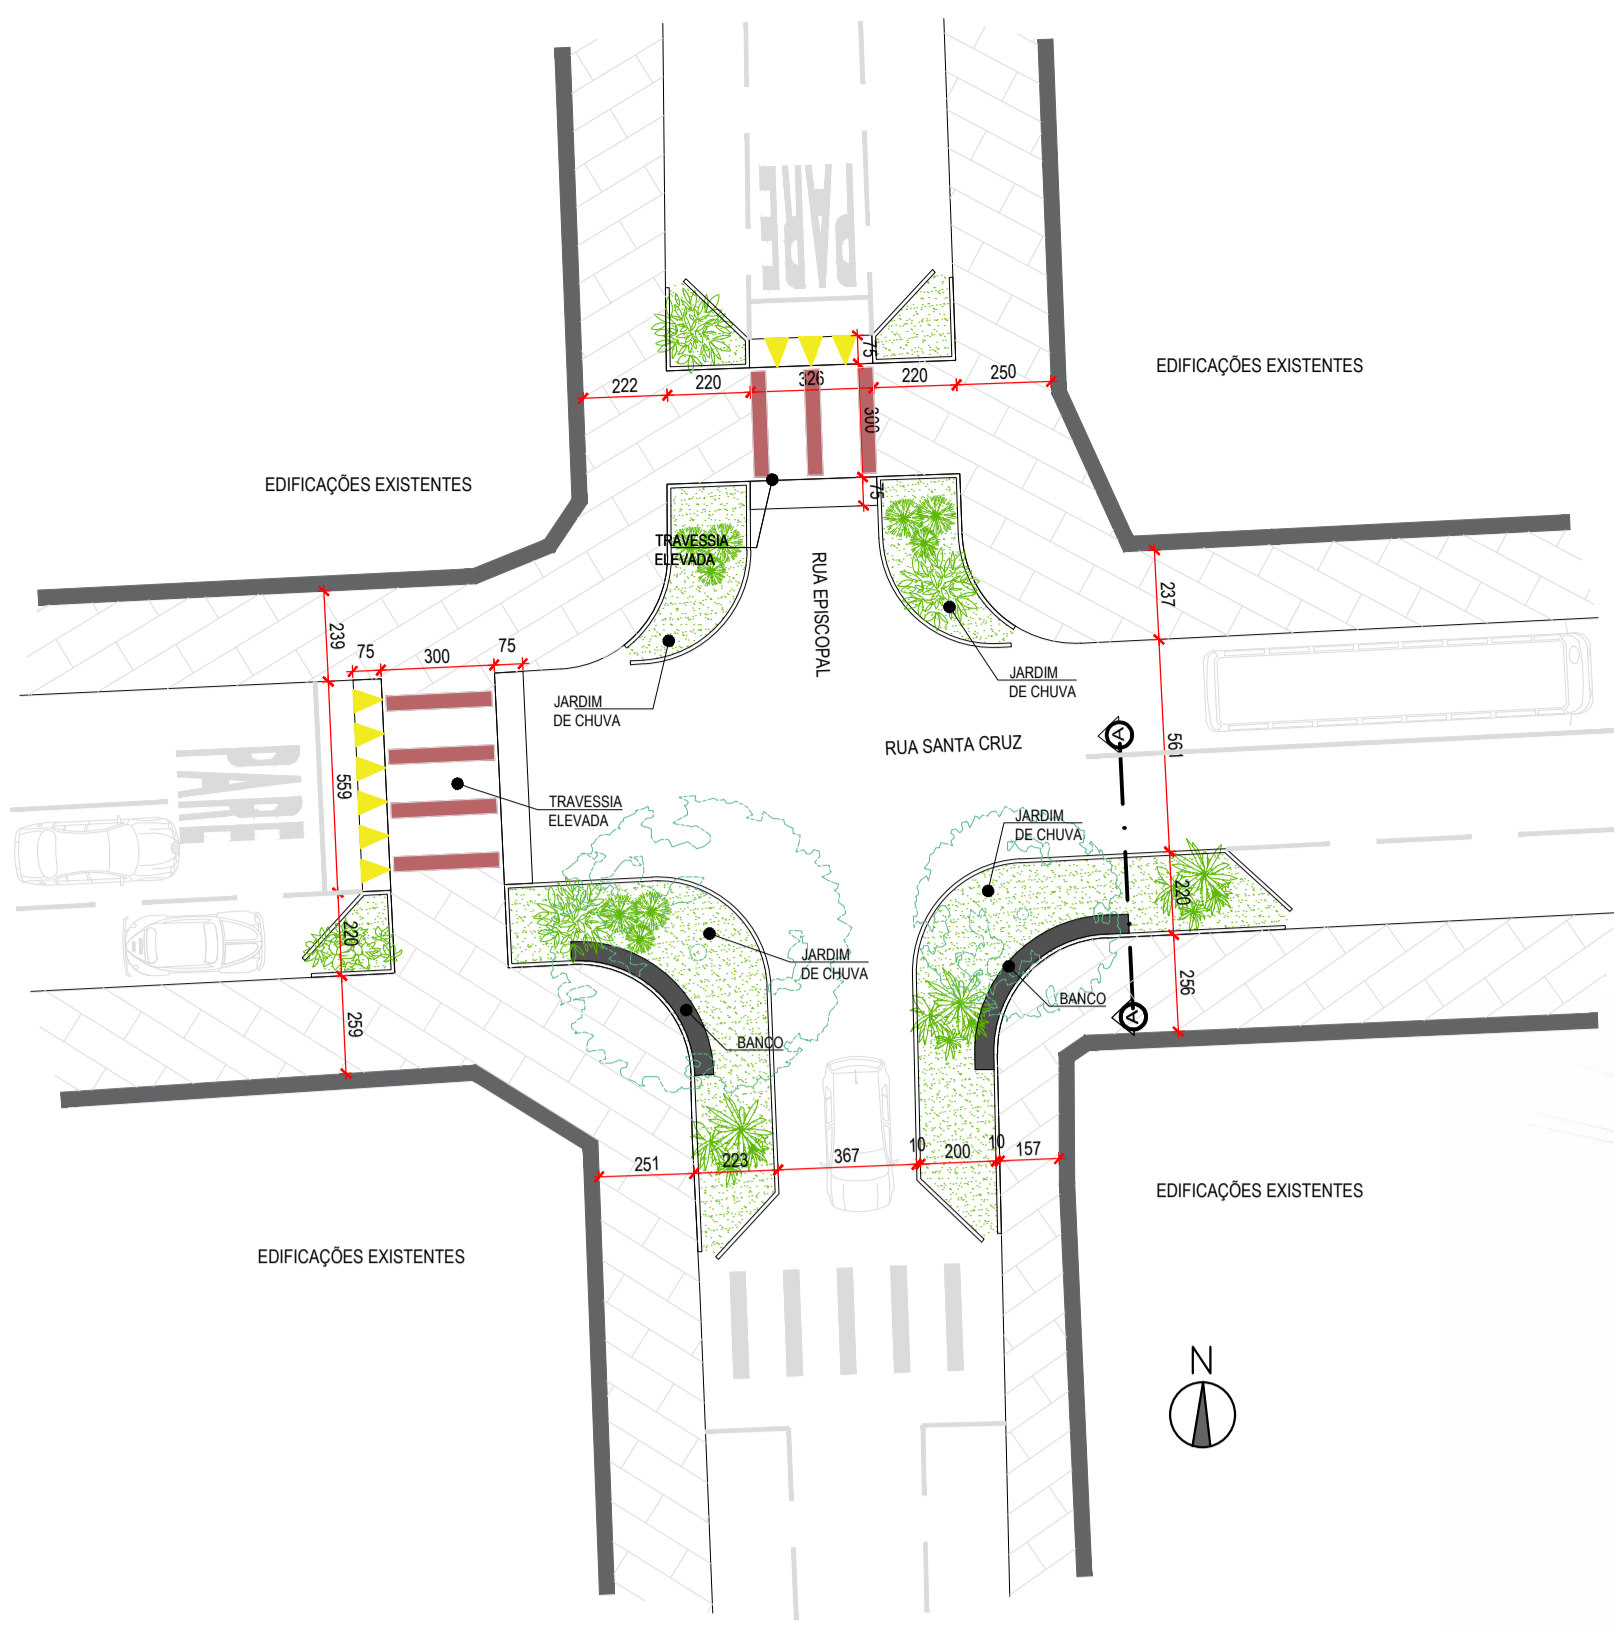 PARE
75
EDIFICAÇÕES EXISTENTES
222
220
326
220
250
300
EDIFICAÇÕES EXISTENTES
75
TRAVESSIA
ELEVADA
RUA EPISCOPAL
237
239
75
300
75
JARDIM
DE CHUVA
JARDIM
DE CHUVA
RUA SANTA CRUZ
A
561
PARE
559
TRAVESSIA
ELEVADA
JARDIM
DE CHUVA
220
220
JARDIM
DE CHUVA
256
BANCO
A
259
BANCO
251
223
367
10
200
10
157
EDIFICAÇÕES EXISTENTES
EDIFICAÇÕES EXISTENTES
N